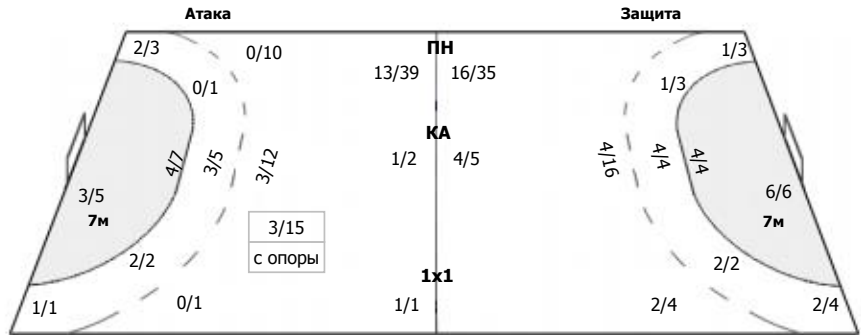 Атака Защита
2/3 0/10 ПН 1/3
13/39 16/35
0/1 1/3
КА
4/7 3/5 3/12 1/2 4/5 4/16 4/4 4/4
3/5 6/6
7м 7м
3/15
с опоры
2/2 1x1 2/2
1/1 0/1 1/1 2/4 2/4